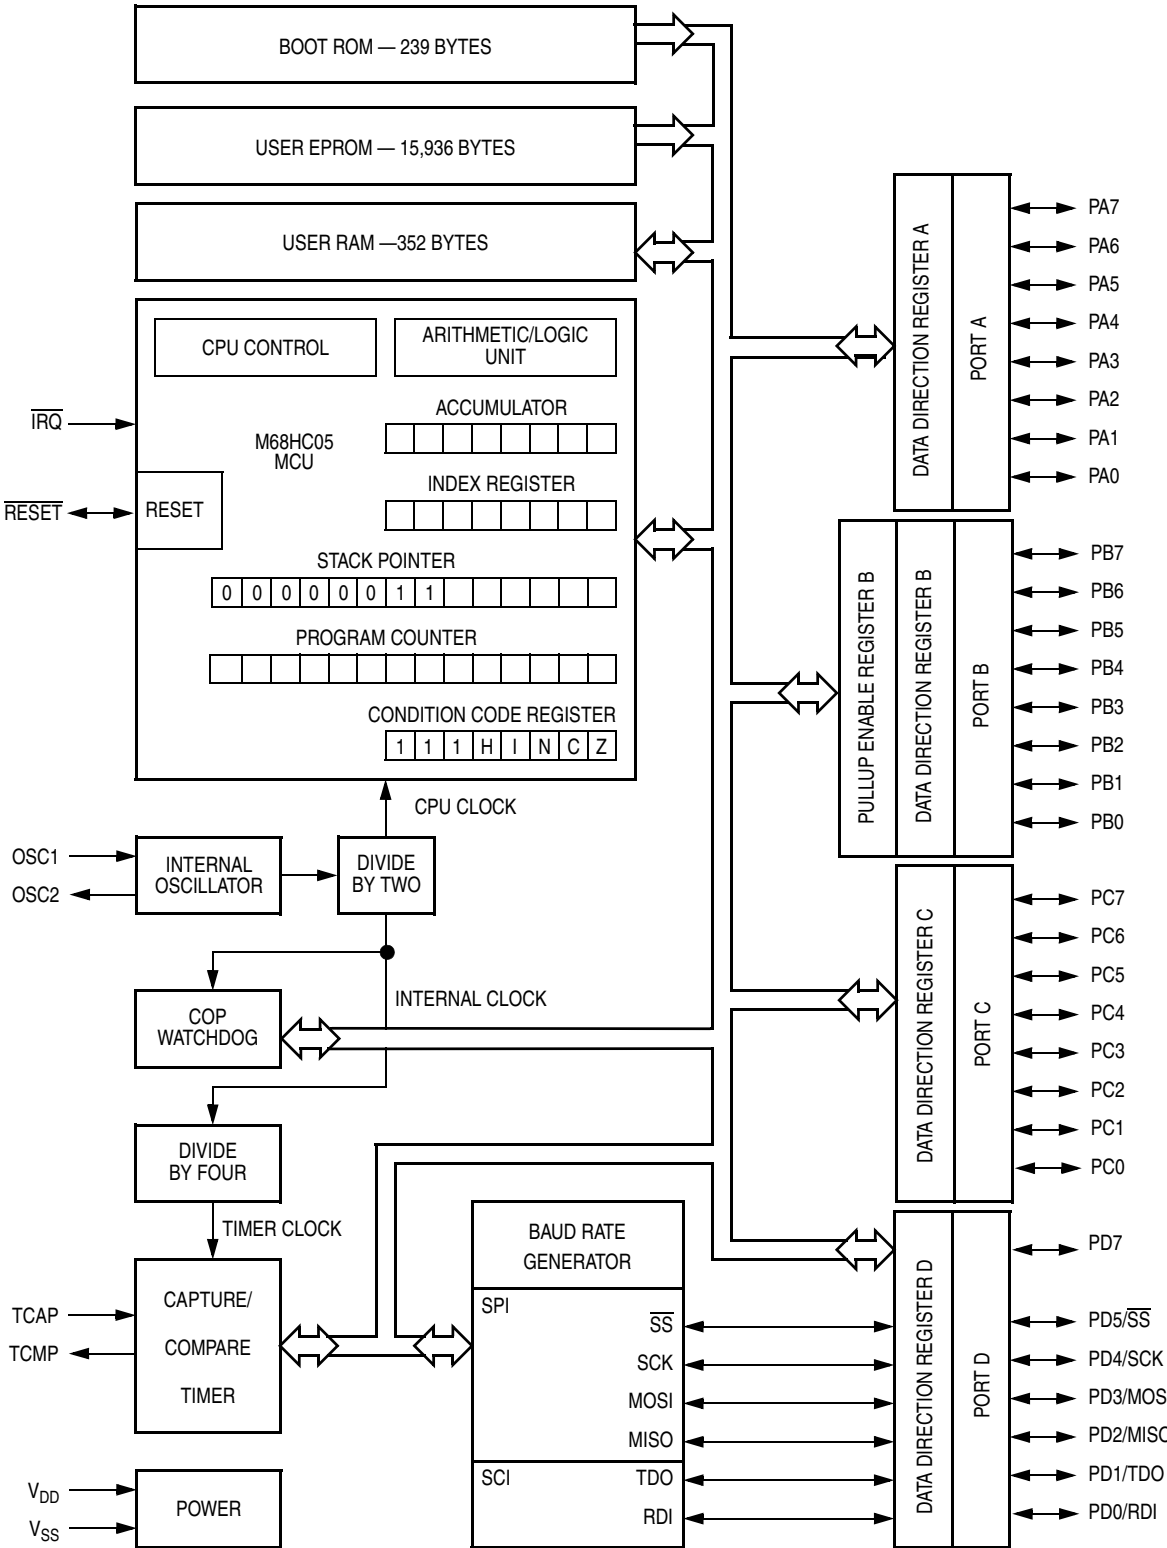 BOOT ROM — 239 BYTES
USER EPROM — 15,936 BYTES
USER RAM —352 BYTES
CPU CONTROL
ARITHMETIC/LOGIC
UNIT
ACCUMULATOR
IRQ
M68HC05
MCU
INDEX REGISTER
RESET
RESET
STACK POINTER
0 0 0 0 0 0 1 1
PROGRAM COUNTER
CONDITION CODE REGISTER
1 1 1 H I N C Z
CPU CLOCK
OSC1
OSC2
INTERNAL
OSCILLATOR
DIVIDE
BY TWO
INTERNAL CLOCK
COP
WATCHDOG
DIVIDE
BY FOUR
TIMER CLOCK
TCAP
TCMP
CAPTURE/
COMPARE
TIMER
VDD
VSS
POWER
BAUD RATE
GENERATOR
SPI
SS
SCK
MOSI
MISO
SCI
TDO
RDI
DATA DIRECTION REGISTER A
PORT A
PA7
PA6
PA5
PA4
PA3
PA2
PA1
PA0
PULLUP ENABLE REGISTER B
DATA DIRECTION REGISTER B
PORT B
PB7
PB6
PB5
PB4
PB3
PB2
PB1
PB0
DATA DIRECTION REGISTER C
PORT C
PC7
PC6
PC5
PC4
PC3
PC2
PC1
PC0
DATA DIRECTION REGISTER D
PORT D
PD7
PD5/SS
PD4/SCK
PD3/MOS
PD2/MISO
PD1/TDO
PD0/RDI